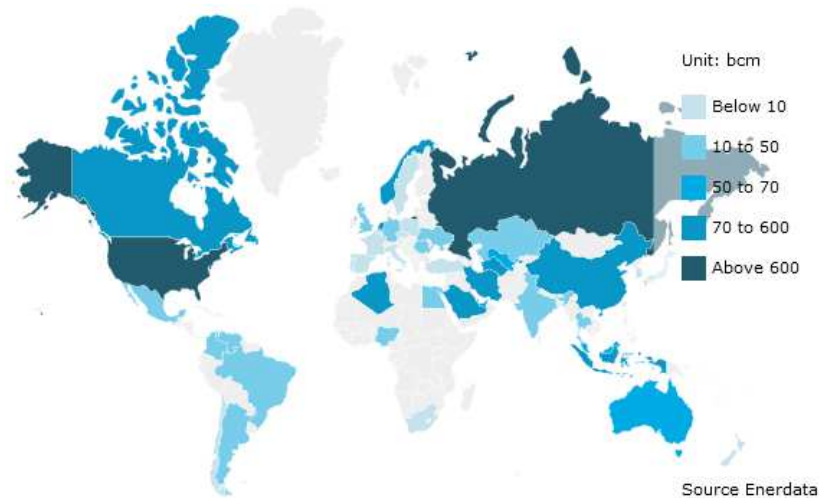 Unit: bcm
Below 10
10 to 50
50 to 70
70 to 600
Above 600
Source Enerdata